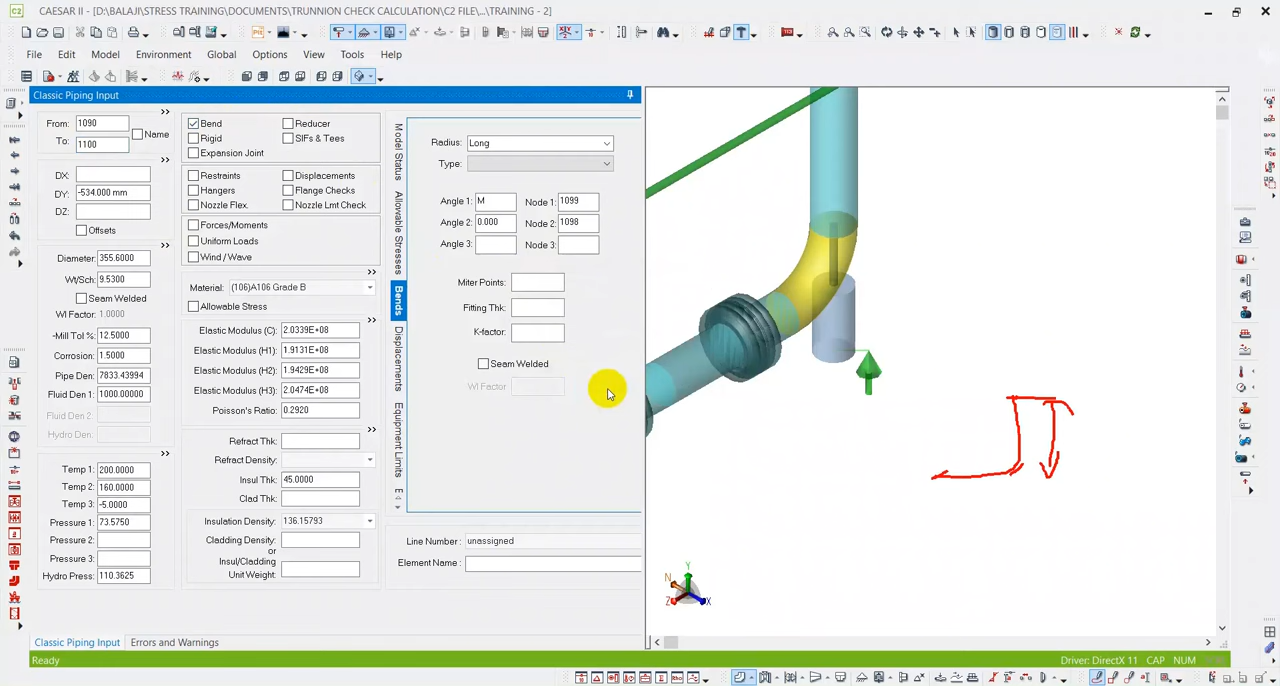 CAESAR II - [D:\BALAJI\STRESS TRAINING\DOCUMENTS\TRUNNION CHECK CALCULATION\C2 FILE\...\TRAINING - 2]
File Edit Model Environment Global Options View Tools Help
Classic Piping Input
From: 1090
To: 1100
Name
DX:
DY: -534.000 mm
DZ:
Offsets
Diameter: 355.6000
Wt/Sch: 9.5300
Seam Welded
WI Factor: 1.0000
-Mill Tol %: 12.5000
Corrosion: 1.5000
Pipe Den: 7833.43994
Fluid Den 1: 1000.00000
Fluid Den 2:
Hydro Den:
Temp 1: 200.0000
Temp 2: 160.0000
Temp 3: -5.0000
Pressure 1: 73.5750
Pressure 2:
Pressure 3:
Hydro Press: 110.3625
Bend Reducer
Rigid SIFs & Tees
Expansion Joint
Restraints Displacements
Hangers Flange Checks
Nozzle Flex. Nozzle Lmt Check
Forces/Moments
Uniform Loads
Wind / Wave
Material: (106)A106 Grade B
Allowable Stress
Elastic Modulus (C): 2.0339E+08
Elastic Modulus (H1): 1.9131E+08
Elastic Modulus (H2): 1.9429E+08
Elastic Modulus (H3): 2.0474E+08
Poisson's Ratio: 0.2920
Refract Thk:
Refract Density:
Insul Thk: 45.0000
Clad Thk:
Insulation Density: 136.15793
Cladding Density:
or
Insul/Cladding
Unit Weight:
Model Status
Allowable Stresses
Bends
Displacements
Equipment Limits
Radius: Long
Type:
Angle 1: M Node 1: 1099
Angle 2: 0.000 Node 2: 1098
Angle 3: Node 3:
Miter Points:
Fitting Thk:
K-factor:
Seam Welded
WI Factor
Line Number: unassigned
Element Name:
Y
N
Z
X
Classic Piping Input Errors and Warnings
Ready
Driver: DirectX 11 CAP NUM